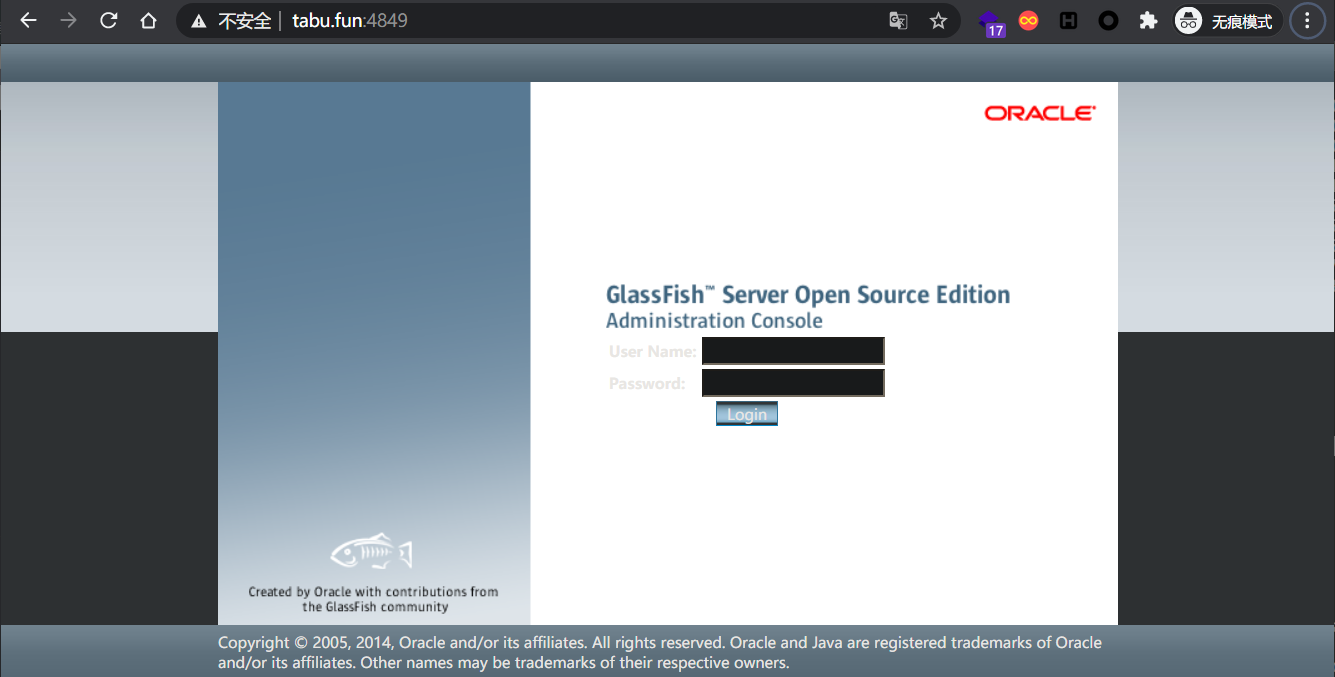 不安全 tabu.fun:4849
17
无痕模式
ORACLE
GlassFish™ Server Open Source Edition
Administration Console
User Name:
Password:
Login
Created by Oracle with contributions from
the GlassFish community
Copyright © 2005, 2014, Oracle and/or its affiliates. All rights reserved. Oracle and Java are registered trademarks of Oracle
and/or its affiliates. Other names may be trademarks of their respective owners.